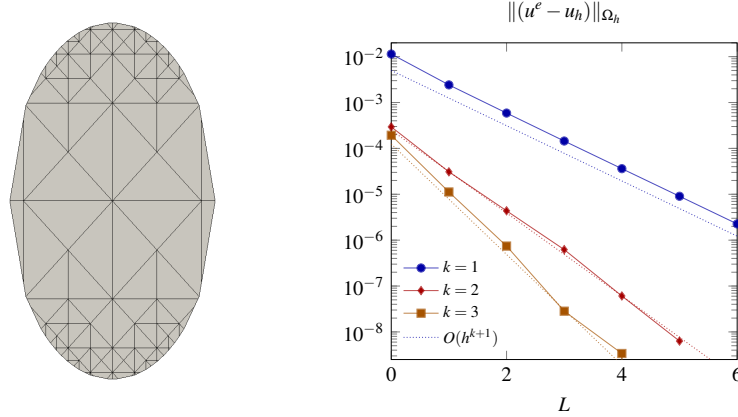 ‖(u^e − u_h)‖_{Ω_h}
10^{−2}
10^{−3}
10^{−4}
10^{−5}
10^{−6}
10^{−7}
10^{−8}
k = 1
k = 2
k = 3
O(h^{k+1})
0 2 4 6
L